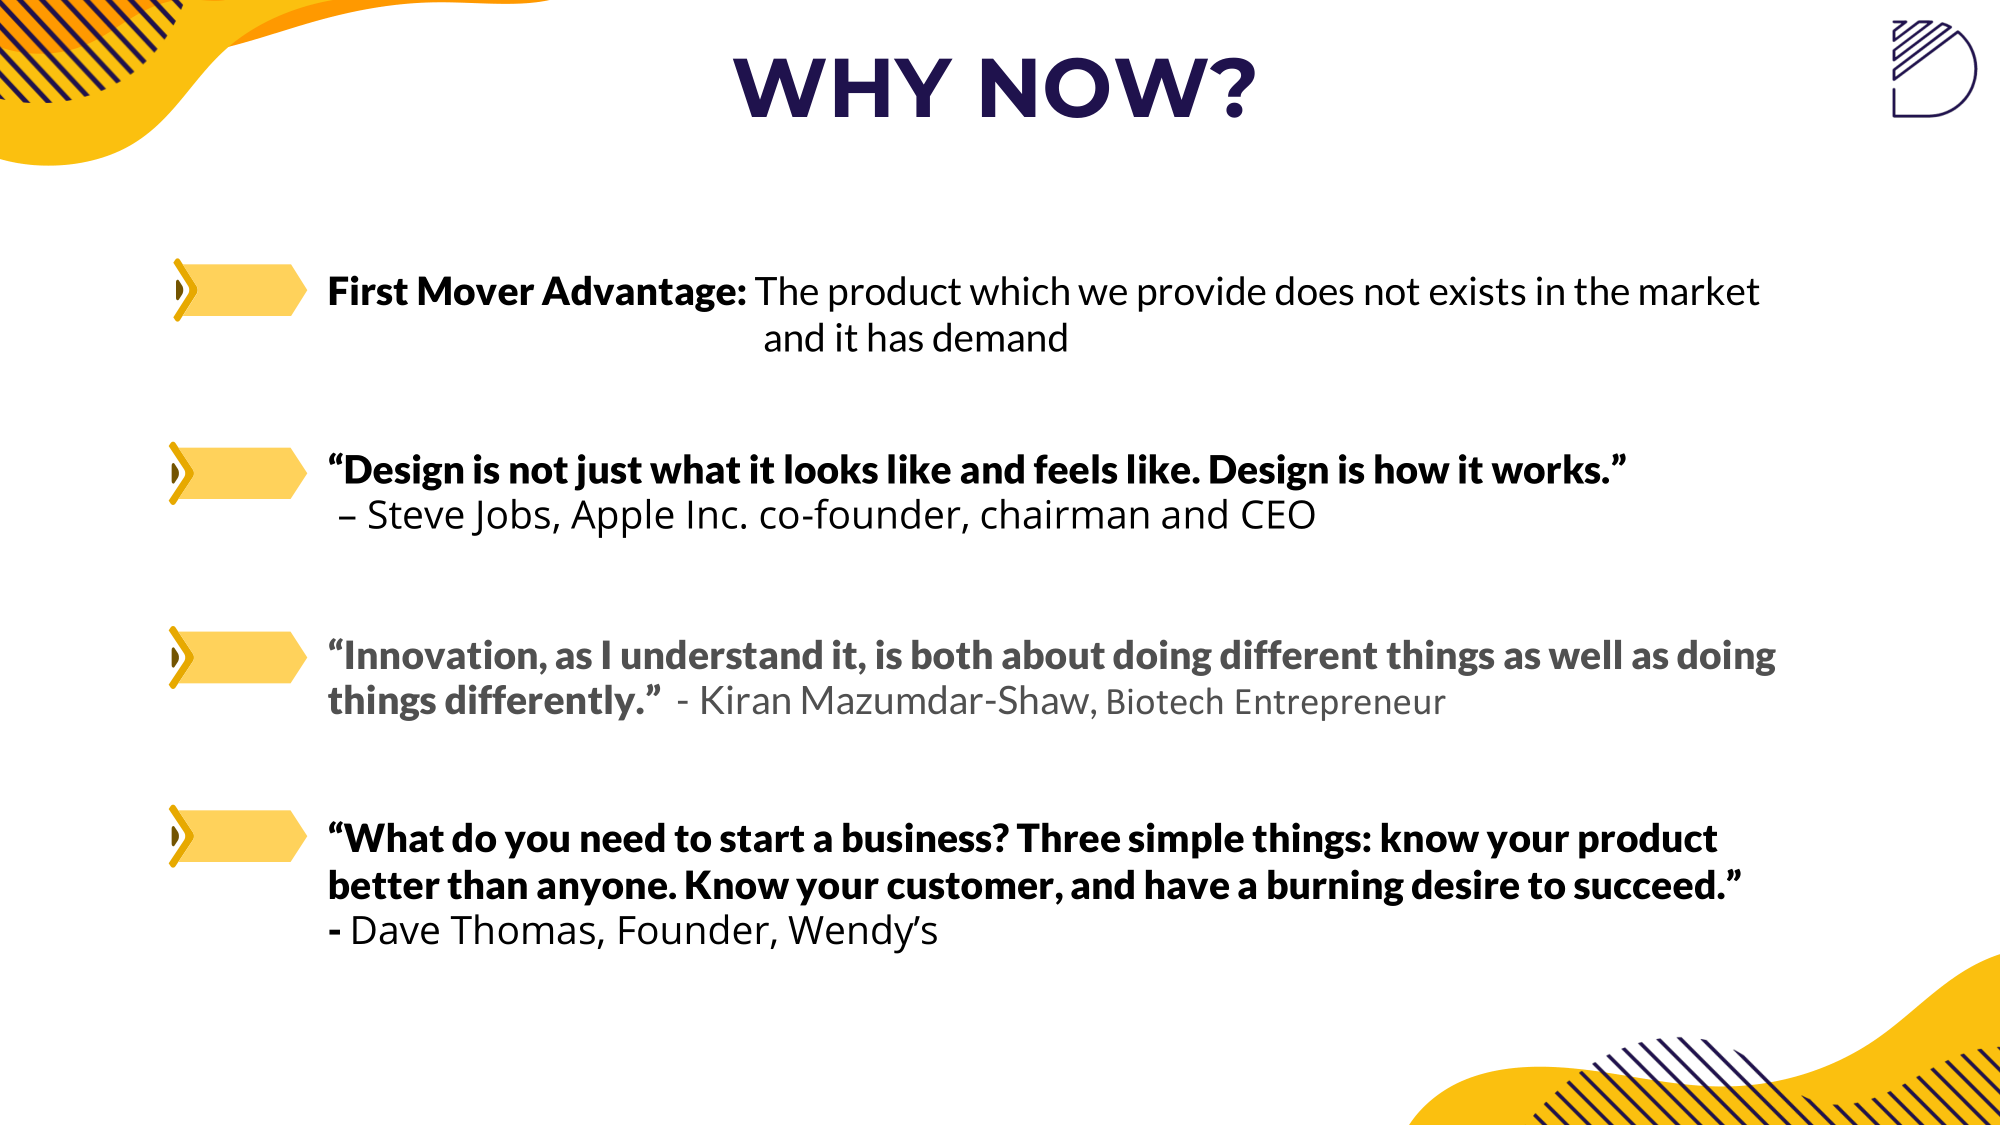 WHY NOW?
First Mover Advantage: The product which we provide does not exists in the market
and it has demand
“Design is not just what it looks like and feels like. Design is how it works.”
– Steve Jobs, Apple Inc. co-founder, chairman and CEO
“Innovation, as I understand it, is both about doing different things as well as doing
things differently.” - Kiran Mazumdar-Shaw, Biotech Entrepreneur
“What do you need to start a business? Three simple things: know your product
better than anyone. Know your customer, and have a burning desire to succeed.”
- Dave Thomas, Founder, Wendy’s